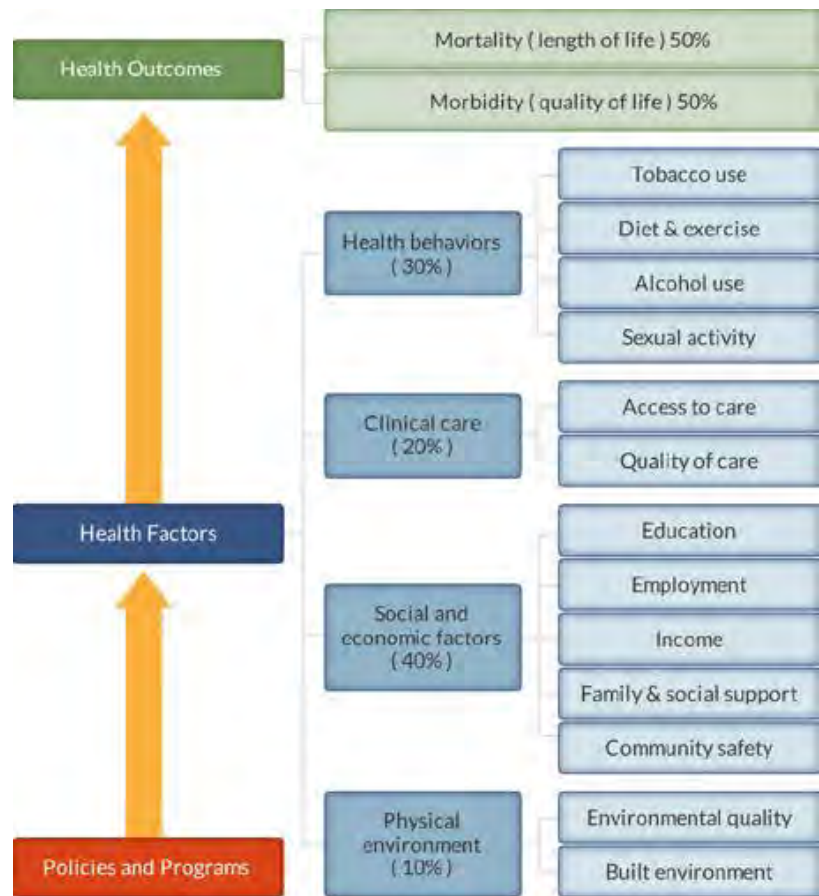 Health Outcomes
Mortality ( length of life ) 50%
Morbidity ( quality of life ) 50%
Health behaviors
( 30% )
Tobacco use
Diet & exercise
Alcohol use
Sexual activity
Clinical care
( 20% )
Access to care
Quality of care
Health Factors
Social and
economic factors
( 40% )
Education
Employment
Income
Family & social support
Community safety
Physical
environment
( 10% )
Environmental quality
Built environment
Policies and Programs